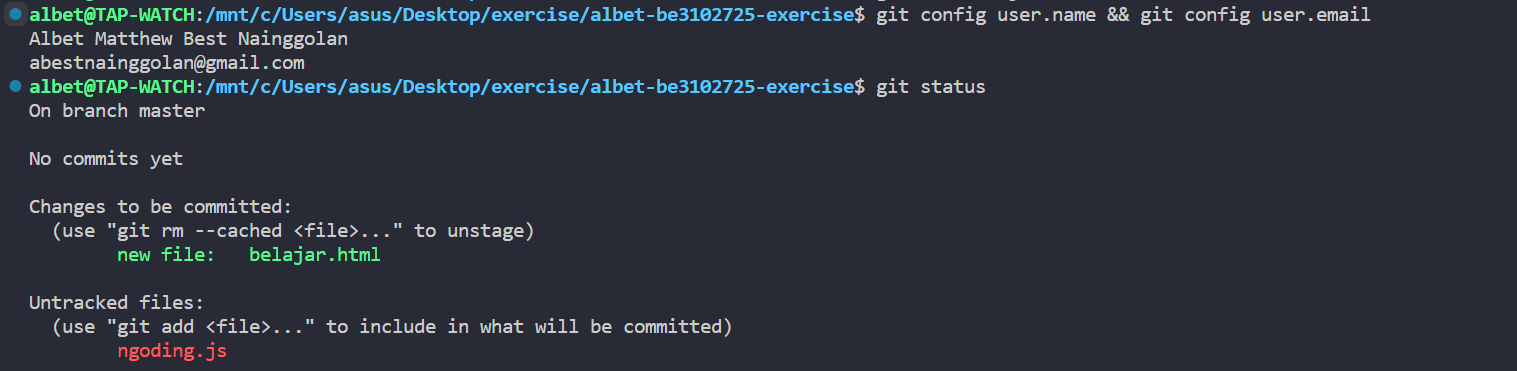 albet@TAP-WATCH:/mnt/c/Users/asus/Desktop/exercise/albet-be3102725-exercise$ git config user.name && git config user.email
Albet Matthew Best Nainggolan
abestnainggolan@gmail.com
albet@TAP-WATCH:/mnt/c/Users/asus/Desktop/exercise/albet-be3102725-exercise$ git status
On branch master
No commits yet
Changes to be committed:
(use "git rm --cached <file>..." to unstage)
new file:   belajar.html
Untracked files:
(use "git add <file>..." to include in what will be committed)
ngoding.js